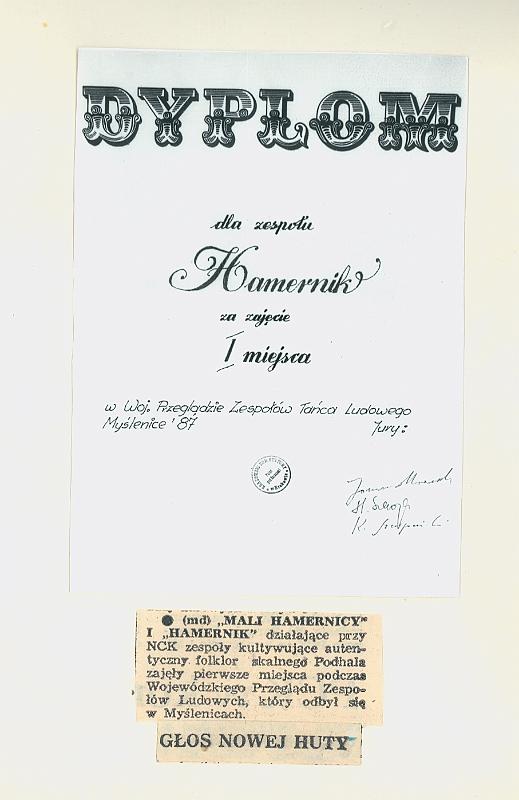 DYPLOM
dla zespołu
Hamernik
za zajęcie
I miejsca
w Woj. Przeglądzie Zespołów Tańca Ludowego
Myślenice '87 Jury:
● (md) „MALI HAMERNICY”
I „HAMERNIK” działające przy
NCK zespoły kultywujące auten-
tyczny folklor skalnego Podhala
zajęły pierwsze miejsca podczas
Wojewódzkiego Przeglądu Zespo-
łów Ludowych, który odbył się
w Myślenicach.
GŁOS NOWEJ HUTY